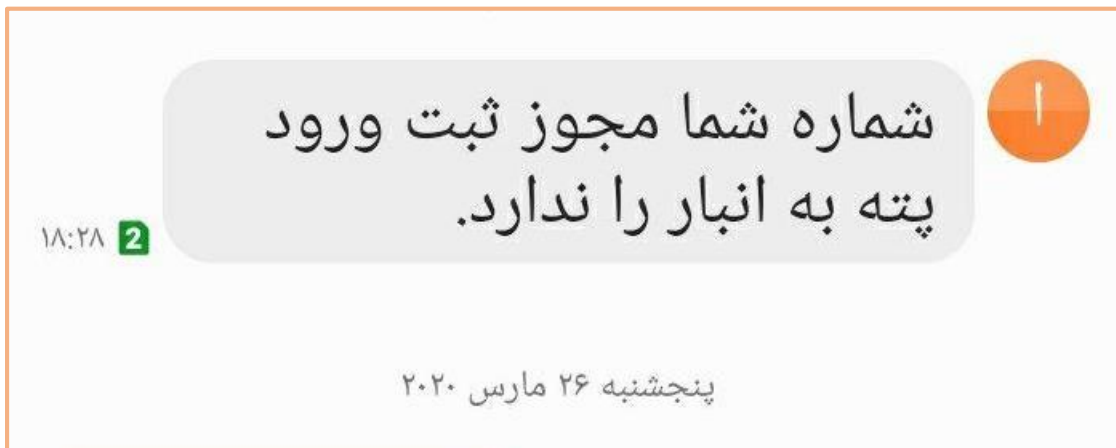 ا
شماره شما مجوز ثبت ورود
پته به انبار را ندارد.
۱۸:۲۸ 2
پنجشنبه ۲۶ مارس ۲۰۲۰